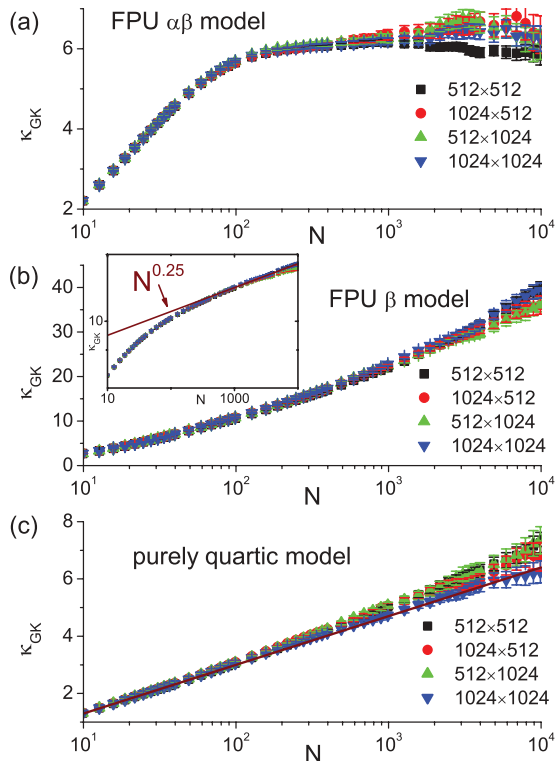 (a)
FPU αβ model
6
4
2
κGK
512×512
1024×512
512×1024
1024×1024
10^1
10^2
10^3
10^4
N
(b)
FPU β model
40
30
20
10
0
κGK
N^0.25
10
κGK
10
N
1000
512×512
1024×512
512×1024
1024×1024
10^1
10^2
10^3
10^4
N
(c)
purely quartic model
8
6
4
2
κGK
512×512
1024×512
512×1024
1024×1024
10^1
10^2
10^3
10^4
N